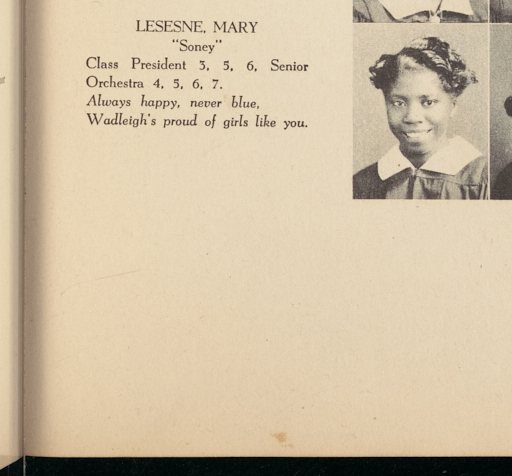 LESESNE, MARY
"Soney"
Class President 3, 5, 6, Senior
Orchestra 4, 5, 6, 7.
Always happy, never blue,
Wadleigh's proud of girls like you.